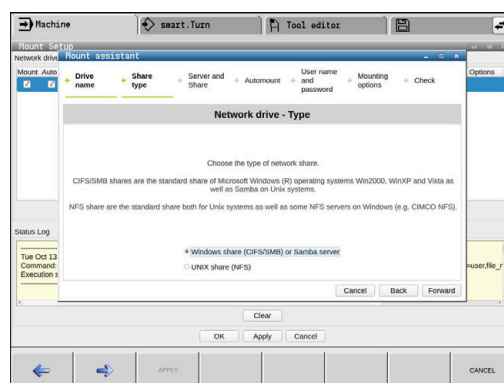 Machine
smart.Turn
Tool editor
Mount Setup
Network drive
Mount assistant
Mount Auto
Options
Drive name
Share type
Server and Share
Automount
User name and password
Mounting options
Check
Network drive - Type
Choose the type of network share.
CIFS/SMB shares are the standard share of Microsoft Windows (R) operating systems Win2000, WinXP and Vista as
well as Samba on Unix systems.
NFS share are the standard share both for Unix systems as well as some NFS servers on Windows (e.g. CIMCO NFS).
Status Log
Tue Oct 13
Command:
Execution s
=user,file_r
Windows share (CIFS/SMB) or Samba server
UNIX share (NFS)
Cancel Back Forward
Clear
OK Apply Cancel
APPLY CANCEL